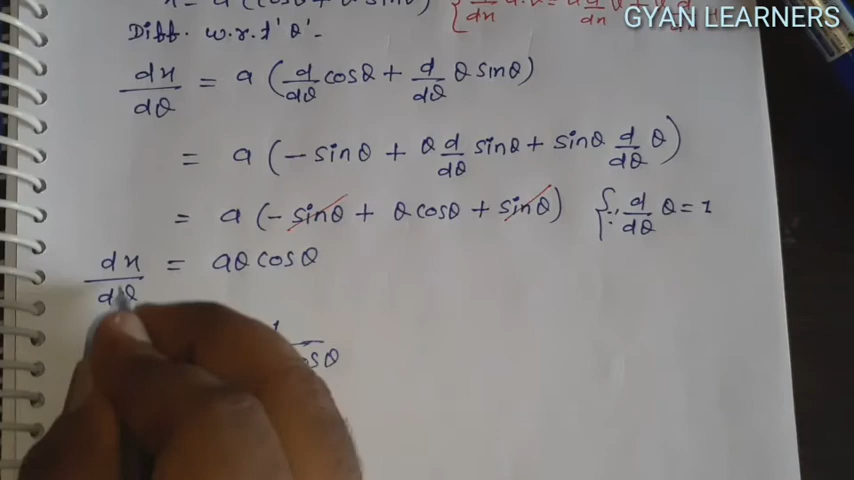 GYAN LEARNERS
Diff. w.r.t 'θ'-
dx/dθ = a (d/dθ cosθ + d/dθ θ sinθ)
= a (- sinθ + θ d/dθ sinθ + sinθ d/dθ θ)
= a (- sinθ + θ cosθ + sinθ) {∵ d/dθ θ = 1
dx/dθ = aθ cosθ